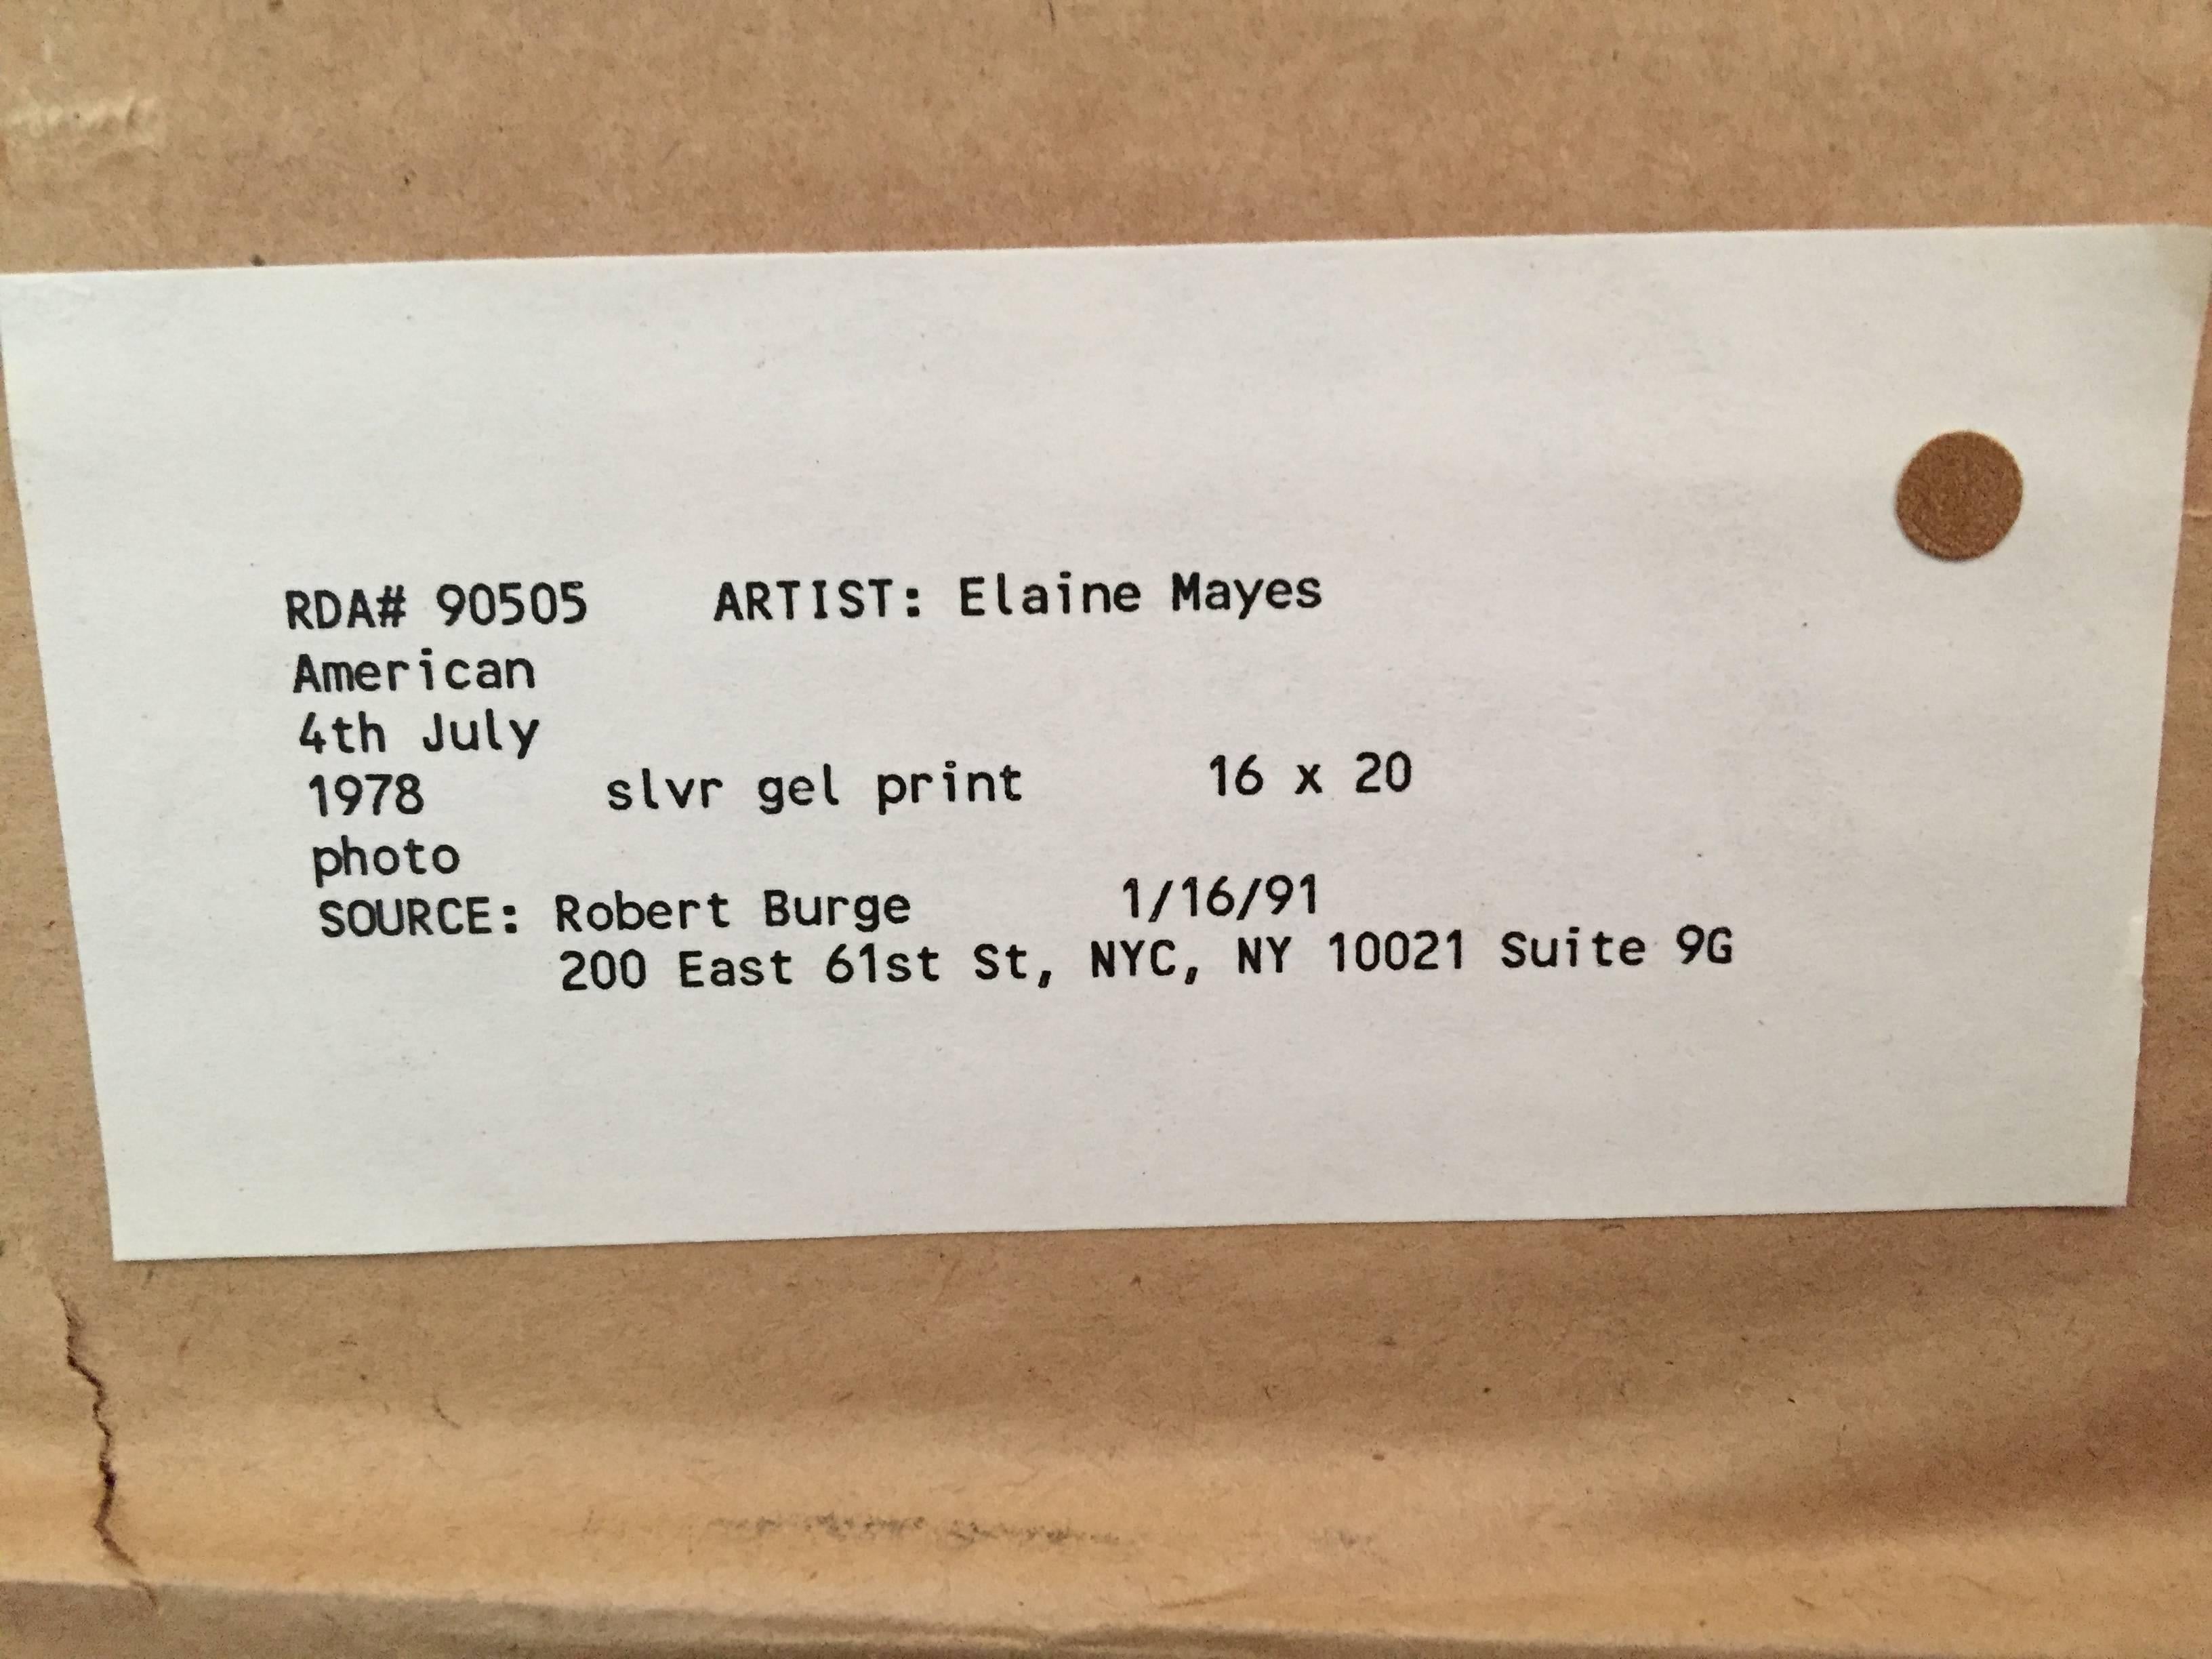 RDA# 90505 ARTIST: Elaine Mayes
American
4th July
1978 slvr gel print 16 x 20
photo
SOURCE: Robert Burge 1/16/91
200 East 61st St, NYC, NY 10021 Suite 9G